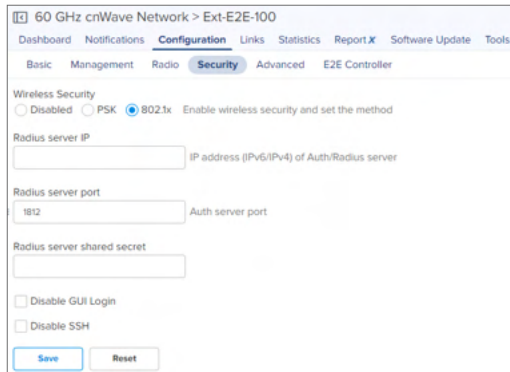 60 GHz cnWave Network > Ext-E2E-100
Dashboard Notifications Configuration Links Statistics Report X Software Update Tools
Basic Management Radio Security Advanced E2E Controller
Wireless Security
Disabled PSK 802.1x Enable wireless security and set the method
Radius server IP
IP address (IPv6/IPv4) of Auth/Radius server
Radius server port
1812 Auth server port
Radius server shared secret
Disable GUI Login
Disable SSH
Save Reset